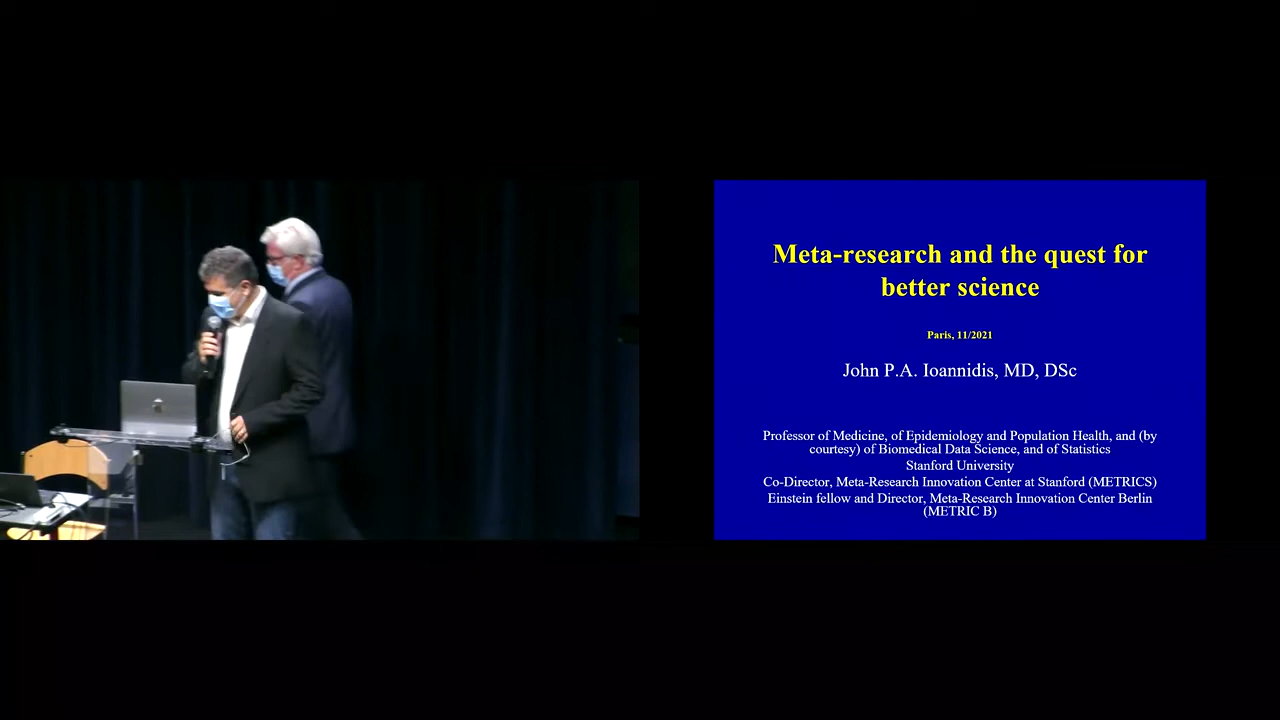 Meta-research and the quest for
better science
Paris, 11/2021
John P.A. Ioannidis, MD, DSc
Professor of Medicine, of Epidemiology and Population Health, and (by
courtesy) of Biomedical Data Science, and of Statistics
Stanford University
Co-Director, Meta-Research Innovation Center at Stanford (METRICS)
Einstein fellow and Director, Meta-Research Innovation Center Berlin
(METRIC B)